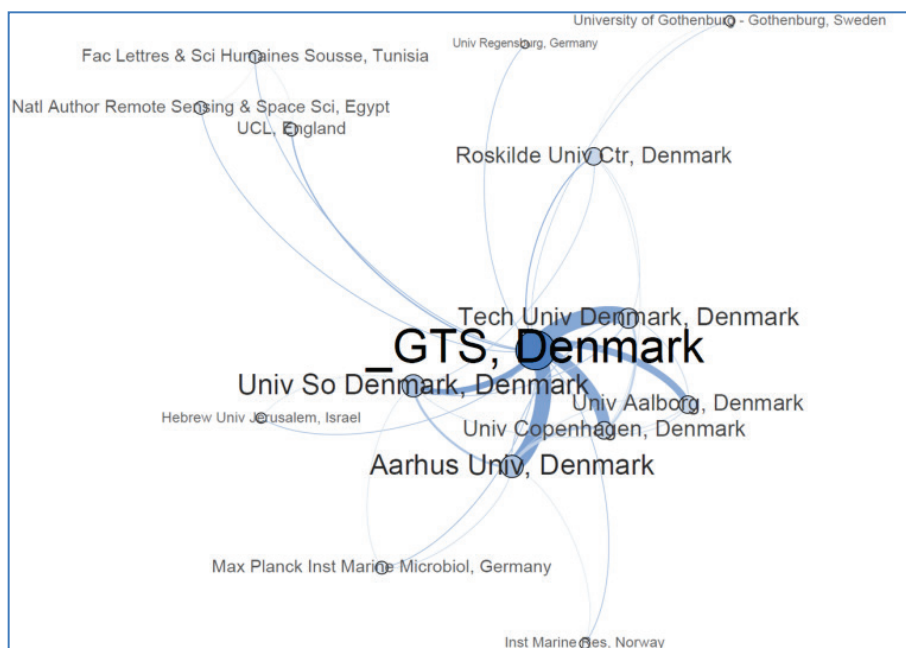 University of Gothenburg - Gothenburg, Sweden
Univ Regensburg, Germany
Fac Lettres & Sci Humaines Sousse, Tunisia
Natl Author Remote Sensing & Space Sci, Egypt
UCL, England
Roskilde Univ Ctr, Denmark
Tech Univ Denmark, Denmark
_GTS, Denmark
Univ So Denmark, Denmark
Univ Aalborg, Denmark
Hebrew Univ Jerusalem, Israel
Univ Copenhagen, Denmark
Aarhus Univ, Denmark
Max Planck Inst Marine Microbiol, Germany
Inst Marine Res, Norway